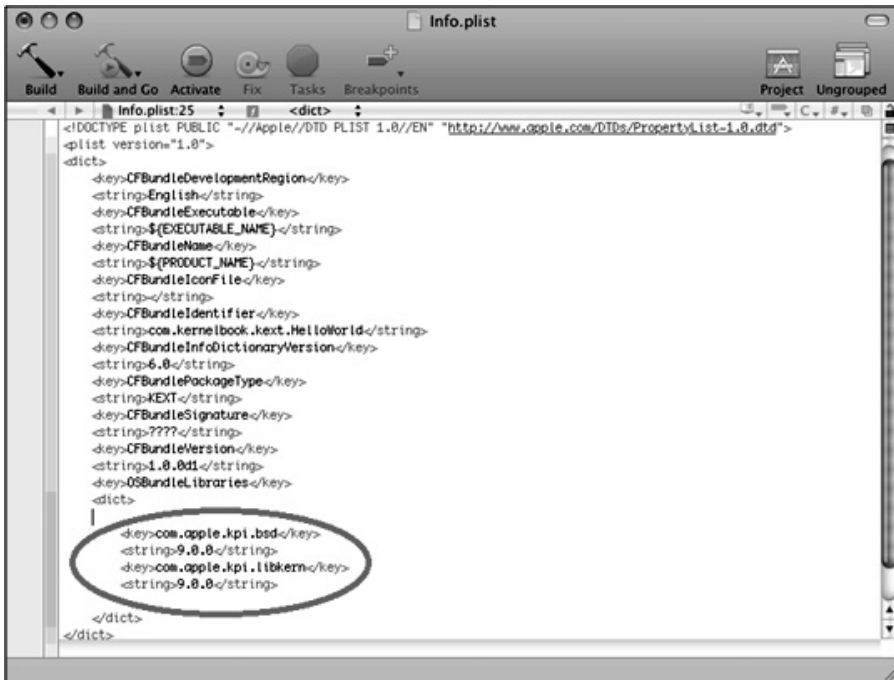 Info.plist
Build Build and Go Activate Fix Tasks Breakpoints Project Ungrouped
Info.plist:25 <dict> C, #,
<!DOCTYPE plist PUBLIC "-//Apple//DTD PLIST 1.0//EN" "http://www.apple.com/DTDs/PropertyList-1.0.dtd">
<plist version="1.0">
<dict>
<key>CFBundleDevelopmentRegion</key>
<string>English</string>
<key>CFBundleExecutable</key>
<string>${EXECUTABLE_NAME}</string>
<key>CFBundleName</key>
<string>${PRODUCT_NAME}</string>
<key>CFBundleIconFile</key>
<string></string>
<key>CFBundleIdentifier</key>
<string>com.kernelbook.kext.HelloWorld</string>
<key>CFBundleInfoDictionaryVersion</key>
<string>6.0</string>
<key>CFBundlePackageType</key>
<string>KEXT</string>
<key>CFBundleSignature</key>
<string>????</string>
<key>CFBundleVersion</key>
<string>1.0.0d1</string>
<key>OSBundleLibraries</key>
<dict>
<key>com.apple.kpi.bsd</key>
<string>9.0.0</string>
<key>com.apple.kpi.libkern</key>
<string>9.0.0</string>
</dict>
</dict>